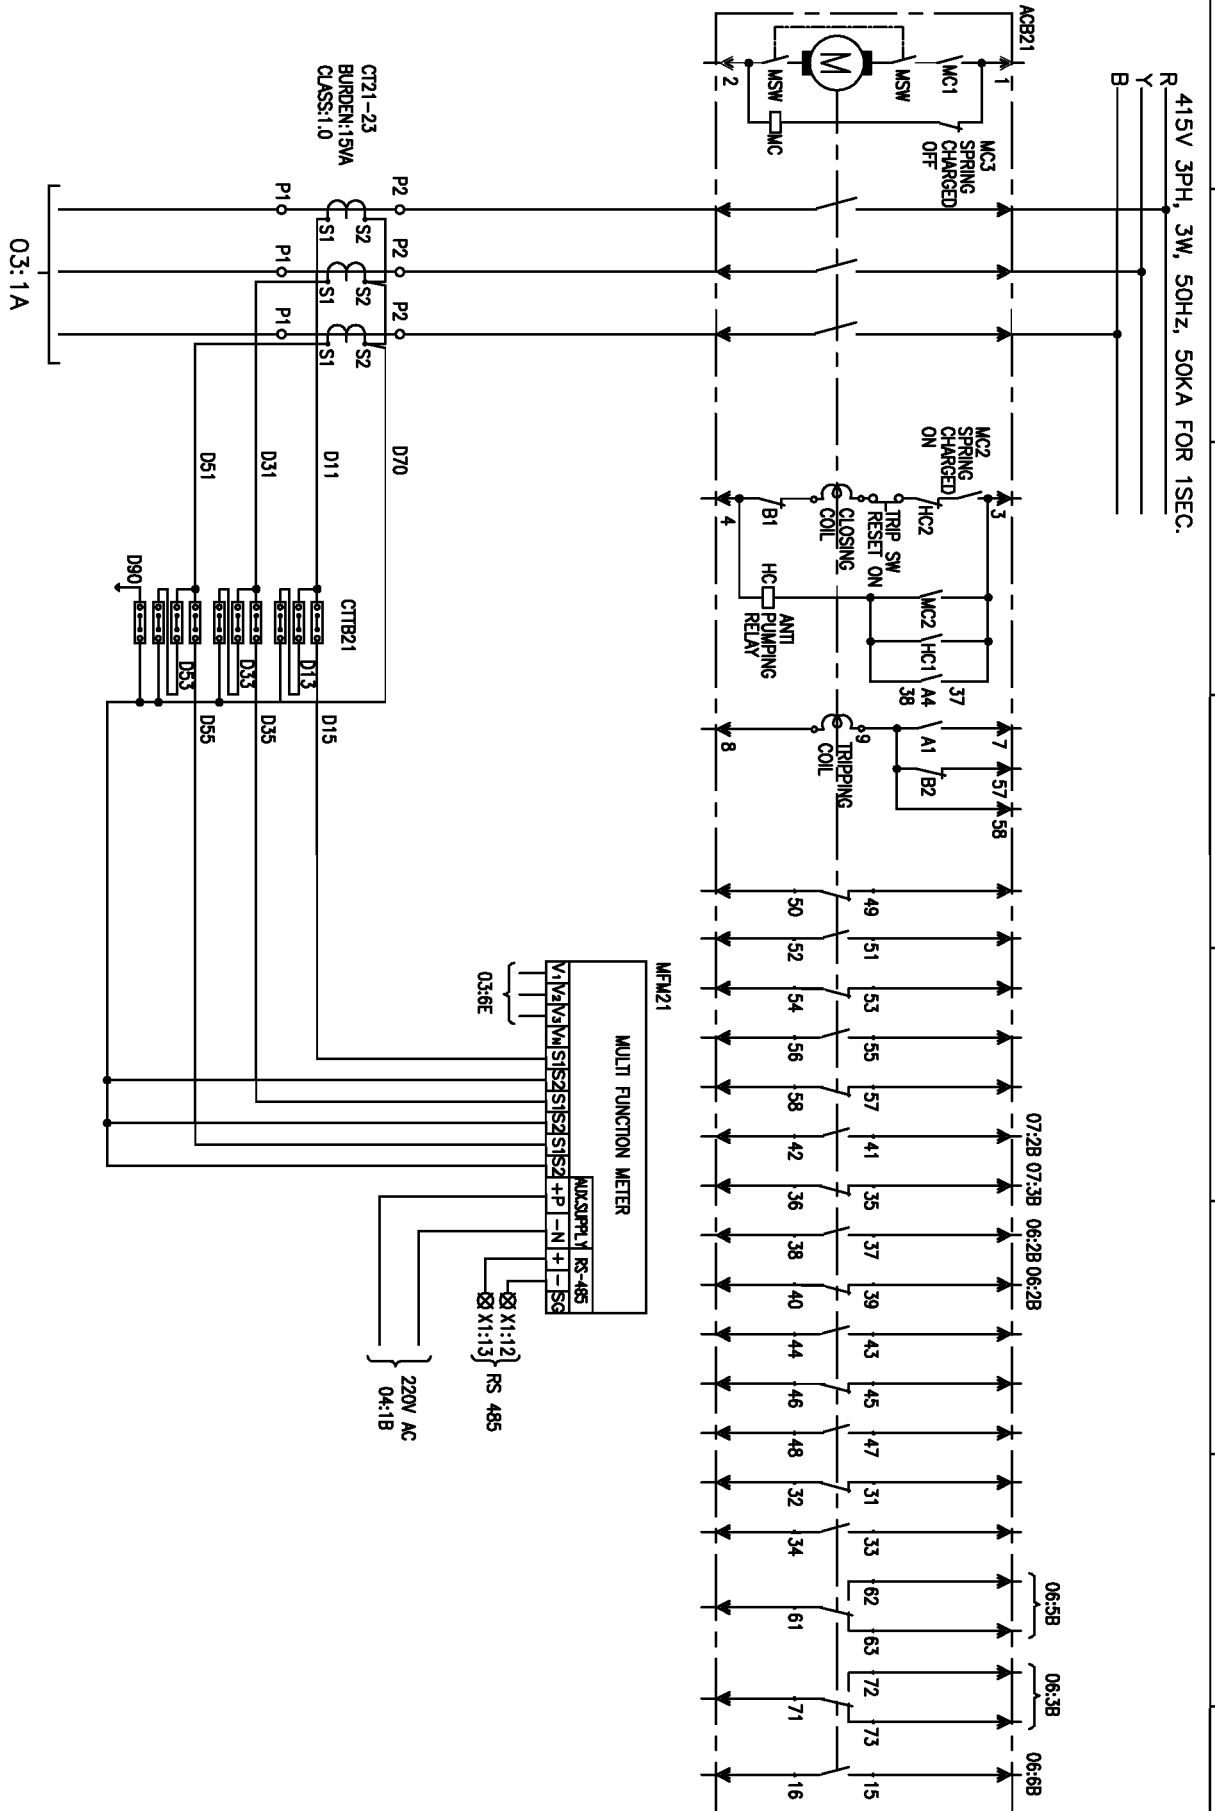 R
Y
B
415V 3PH, 3W, 50Hz, 50KA FOR 1SEC.
ACB21
1
MC1
MSW
M
MSW
2
MC
MC3
SPRING
CHARGED
OFF
MC2
SPRING
CHARGED
ON
3
HC2
TRIP SW
RESET ON
CLOSING
COIL
B1
4
MC2
HC1
A4
37
38
HC
ANTI
PUMPING
RELAY
7
A1
9
TRIPPING
COIL
8
57
B2
58
49
50
51
52
53
54
55
56
57
58
07:2B
41
42
07:3B
35
36
06:2B
37
38
06:2B
39
40
43
44
45
46
47
48
31
32
33
34
06:5B
62
63
61
06:3B
72
73
71
06:6B
15
16
CT21-23
BURDEN:15VA
CLASS:1.0
P2
P2
P2
S2
S2
S2
S1
S1
S1
P1
P1
P1
03:1A
D70
D11
D31
D51
CTTB21
D90
D13
D33
D53
D15
D35
D55
MFM21
MULTI FUNCTION METER
AUX.SUPPLY
RS-485
V1 V2 V3 VN S1 S2 S1 S2 S1 S2 +P -N + - SG
03:6E
X1:12
X1:13
RS 485
220V AC
04:1B